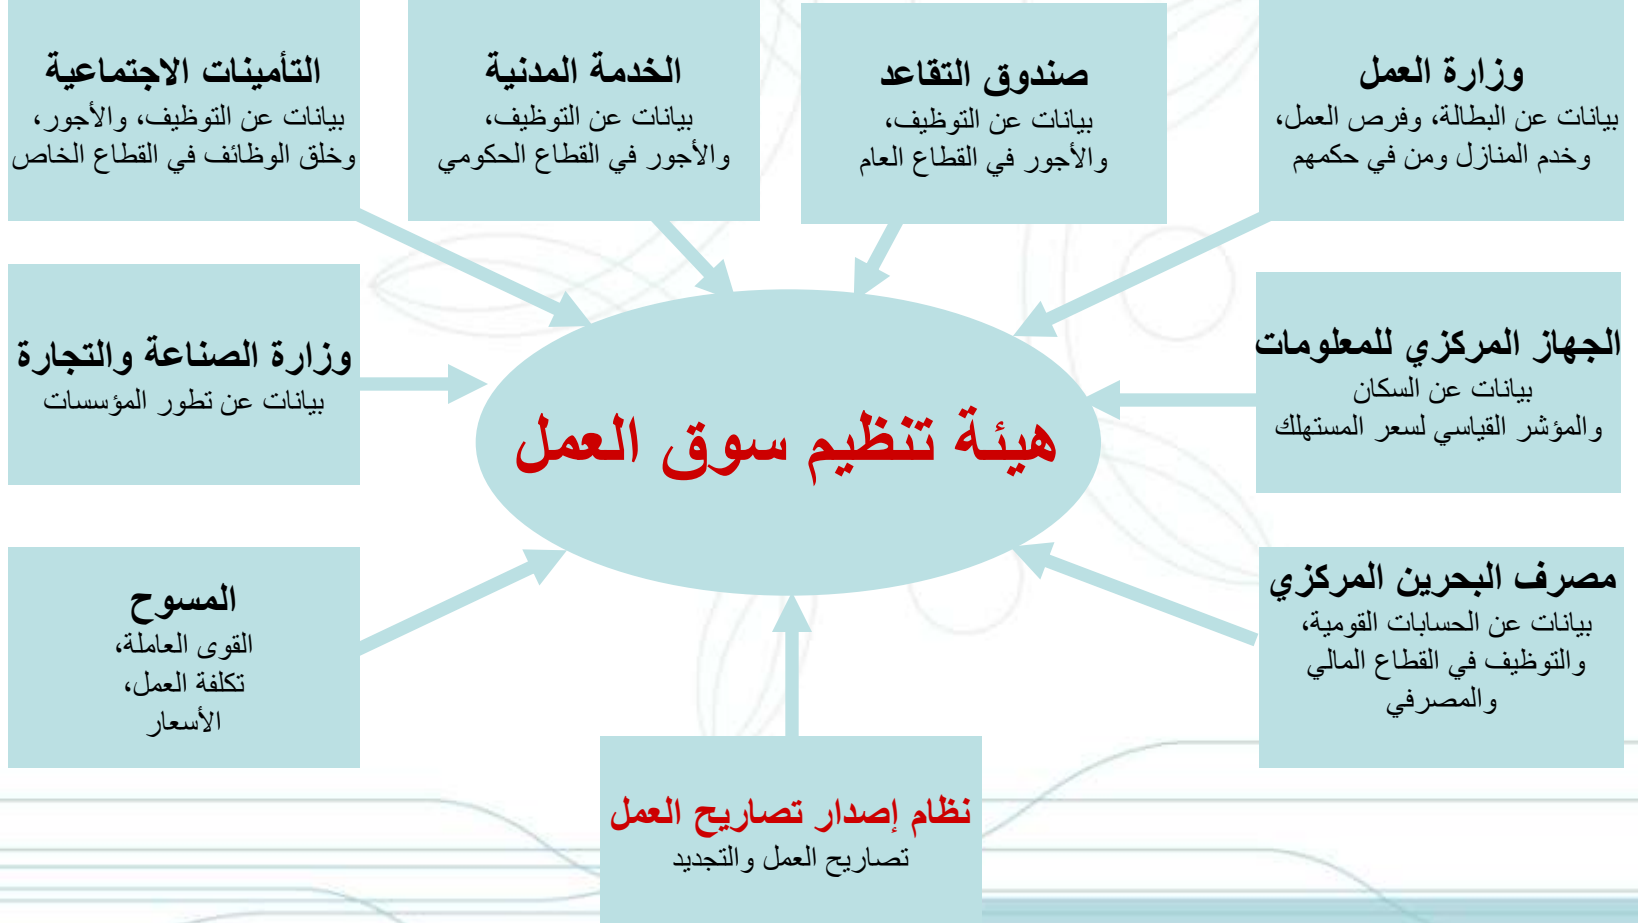 وزارة العمل
بيانات عن البطالة، وفرص العمل،
وخدم المنازل ومن في حكمهم
صندوق التقاعد
بيانات عن التوظيف،
والأجور في القطاع العام
الخدمة المدنية
بيانات عن التوظيف،
والأجور في القطاع الحكومي
التأمينات الاجتماعية
بيانات عن التوظيف، والأجور،
وخلق الوظائف في القطاع الخاص
الجهاز المركزي للمعلومات
بيانات عن السكان
والمؤشر القياسي لسعر المستهلك
هيئة تنظيم سوق العمل
وزارة الصناعة والتجارة
بيانات عن تطور المؤسسات
مصرف البحرين المركزي
بيانات عن الحسابات القومية،
والتوظيف في القطاع المالي
والمصرفي
المسوح
القوى العاملة،
تكلفة العمل،
الأسعار
نظام إصدار تصاريح العمل
تصاريح العمل والتجديد